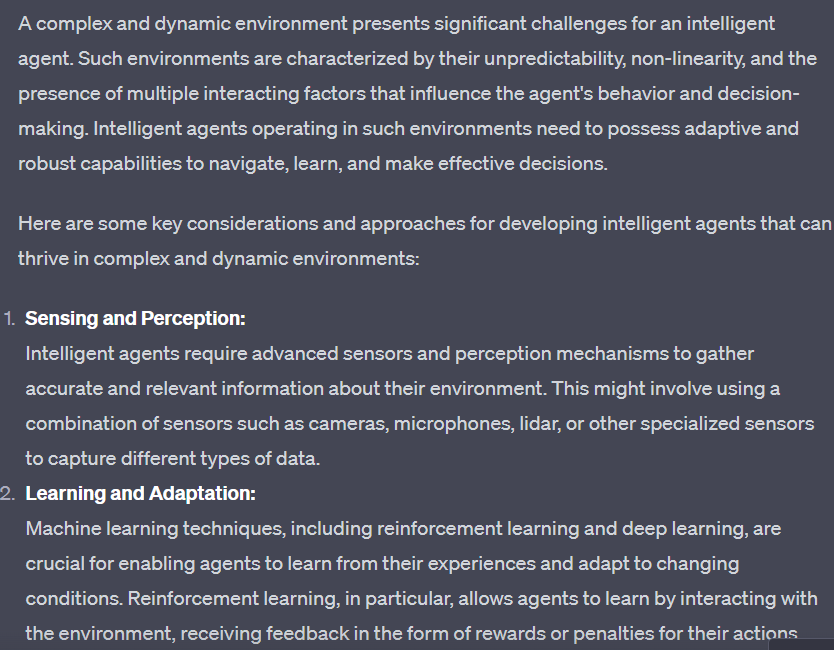 A complex and dynamic environment presents significant challenges for an intelligent
agent. Such environments are characterized by their unpredictability, non-linearity, and the
presence of multiple interacting factors that influence the agent's behavior and decision-
making. Intelligent agents operating in such environments need to possess adaptive and
robust capabilities to navigate, learn, and make effective decisions.
Here are some key considerations and approaches for developing intelligent agents that can
thrive in complex and dynamic environments:
1. Sensing and Perception:
Intelligent agents require advanced sensors and perception mechanisms to gather
accurate and relevant information about their environment. This might involve using a
combination of sensors such as cameras, microphones, lidar, or other specialized sensors
to capture different types of data.
2. Learning and Adaptation:
Machine learning techniques, including reinforcement learning and deep learning, are
crucial for enabling agents to learn from their experiences and adapt to changing
conditions. Reinforcement learning, in particular, allows agents to learn by interacting with
the environment, receiving feedback in the form of rewards or penalties for their actions